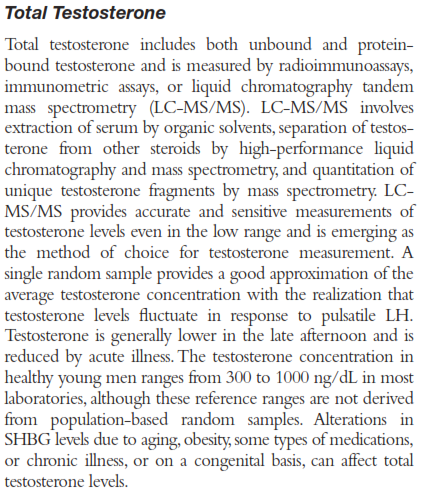 Total Testosterone
Total testosterone includes both unbound and protein-
bound testosterone and is measured by radioimmunoassays,
immunometric assays, or liquid chromatography tandem
mass spectrometry (LC-MS/MS). LC-MS/MS involves
extraction of serum by organic solvents, separation of testos-
terone from other steroids by high-performance liquid
chromatography and mass spectrometry, and quantitation of
unique testosterone fragments by mass spectrometry. LC-
MS/MS provides accurate and sensitive measurements of
testosterone levels even in the low range and is emerging as
the method of choice for testosterone measurement. A
single random sample provides a good approximation of the
average testosterone concentration with the realization that
testosterone levels fluctuate in response to pulsatile LH.
Testosterone is generally lower in the late afternoon and is
reduced by acute illness. The testosterone concentration in
healthy young men ranges from 300 to 1000 ng/dL in most
laboratories, although these reference ranges are not derived
from population-based random samples. Alterations in
SHBG levels due to aging, obesity, some types of medications,
or chronic illness, or on a congenital basis, can affect total
testosterone levels.